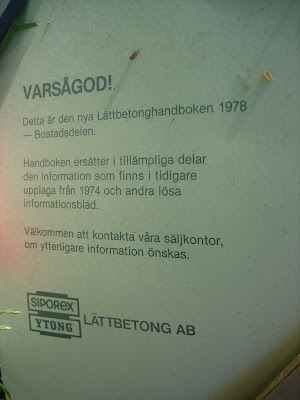 VARSÅGOD!
Detta är den nya Lättbetonghandboken 1978
— Bostadsdelen.
Handboken ersätter i tillämpliga delar
den information som finns i tidigare
upplaga från 1974 och andra lösa
informationsblad.
Välkommen att kontakta våra säljkontor,
om ytterligare information önskas.
SIPOREX
YTONG
LÄTTBETONG AB